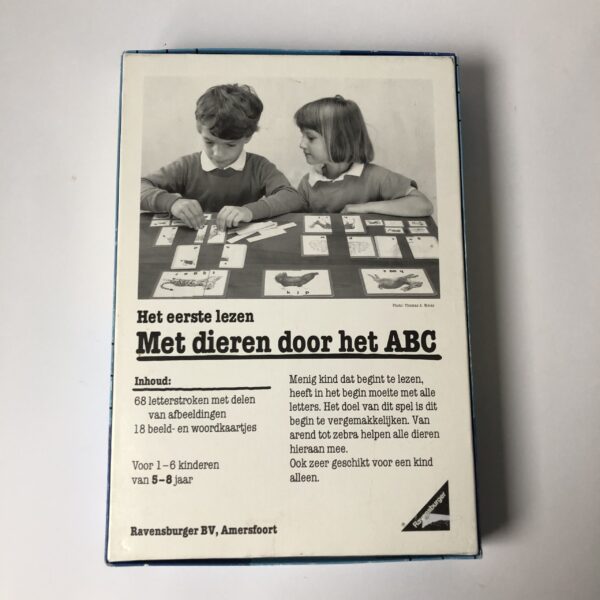 Het eerste lezen
Met dieren door het ABC
Inhoud:
68 letterstroken met delen
van afbeeldingen
18 beeld- en woordkaartjes
Voor 1–6 kinderen
van 5–8 jaar
Menig kind dat begint te lezen,
heeft in het begin moeite met alle
letters. Het doel van dit spel is dit
begin te vergemakkelijken. Van
arend tot zebra helpen alle dieren
hieraan mee.
Ook zeer geschikt voor een kind
alleen.
Ravensburger BV, Amersfoort
Ravensburger